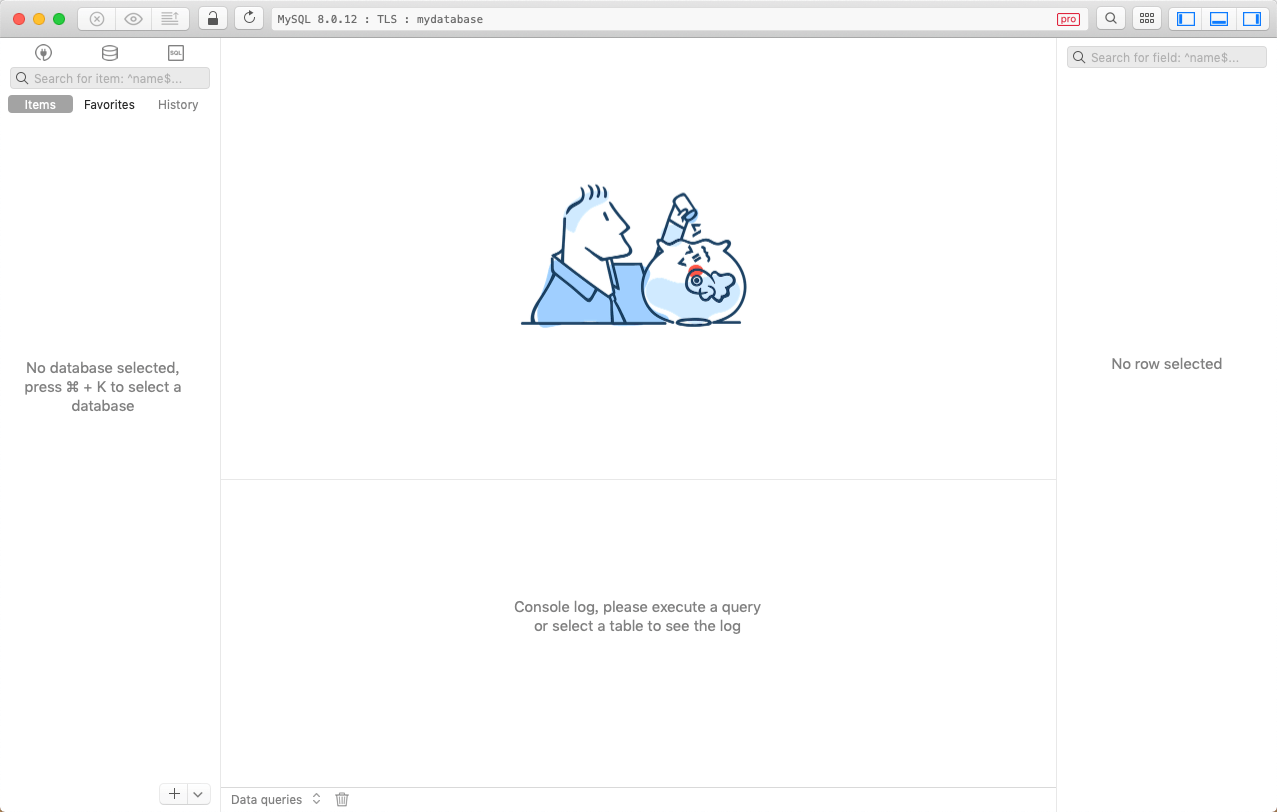 MySQL 8.0.12 : TLS : mydatabase
pro
SQL
Search for item: ^name$...
Items
Favorites
History
No database selected,
press ⌘ + K to select a
database
Console log, please execute a query
or select a table to see the log
Data queries
Search for field: ^name$...
No row selected